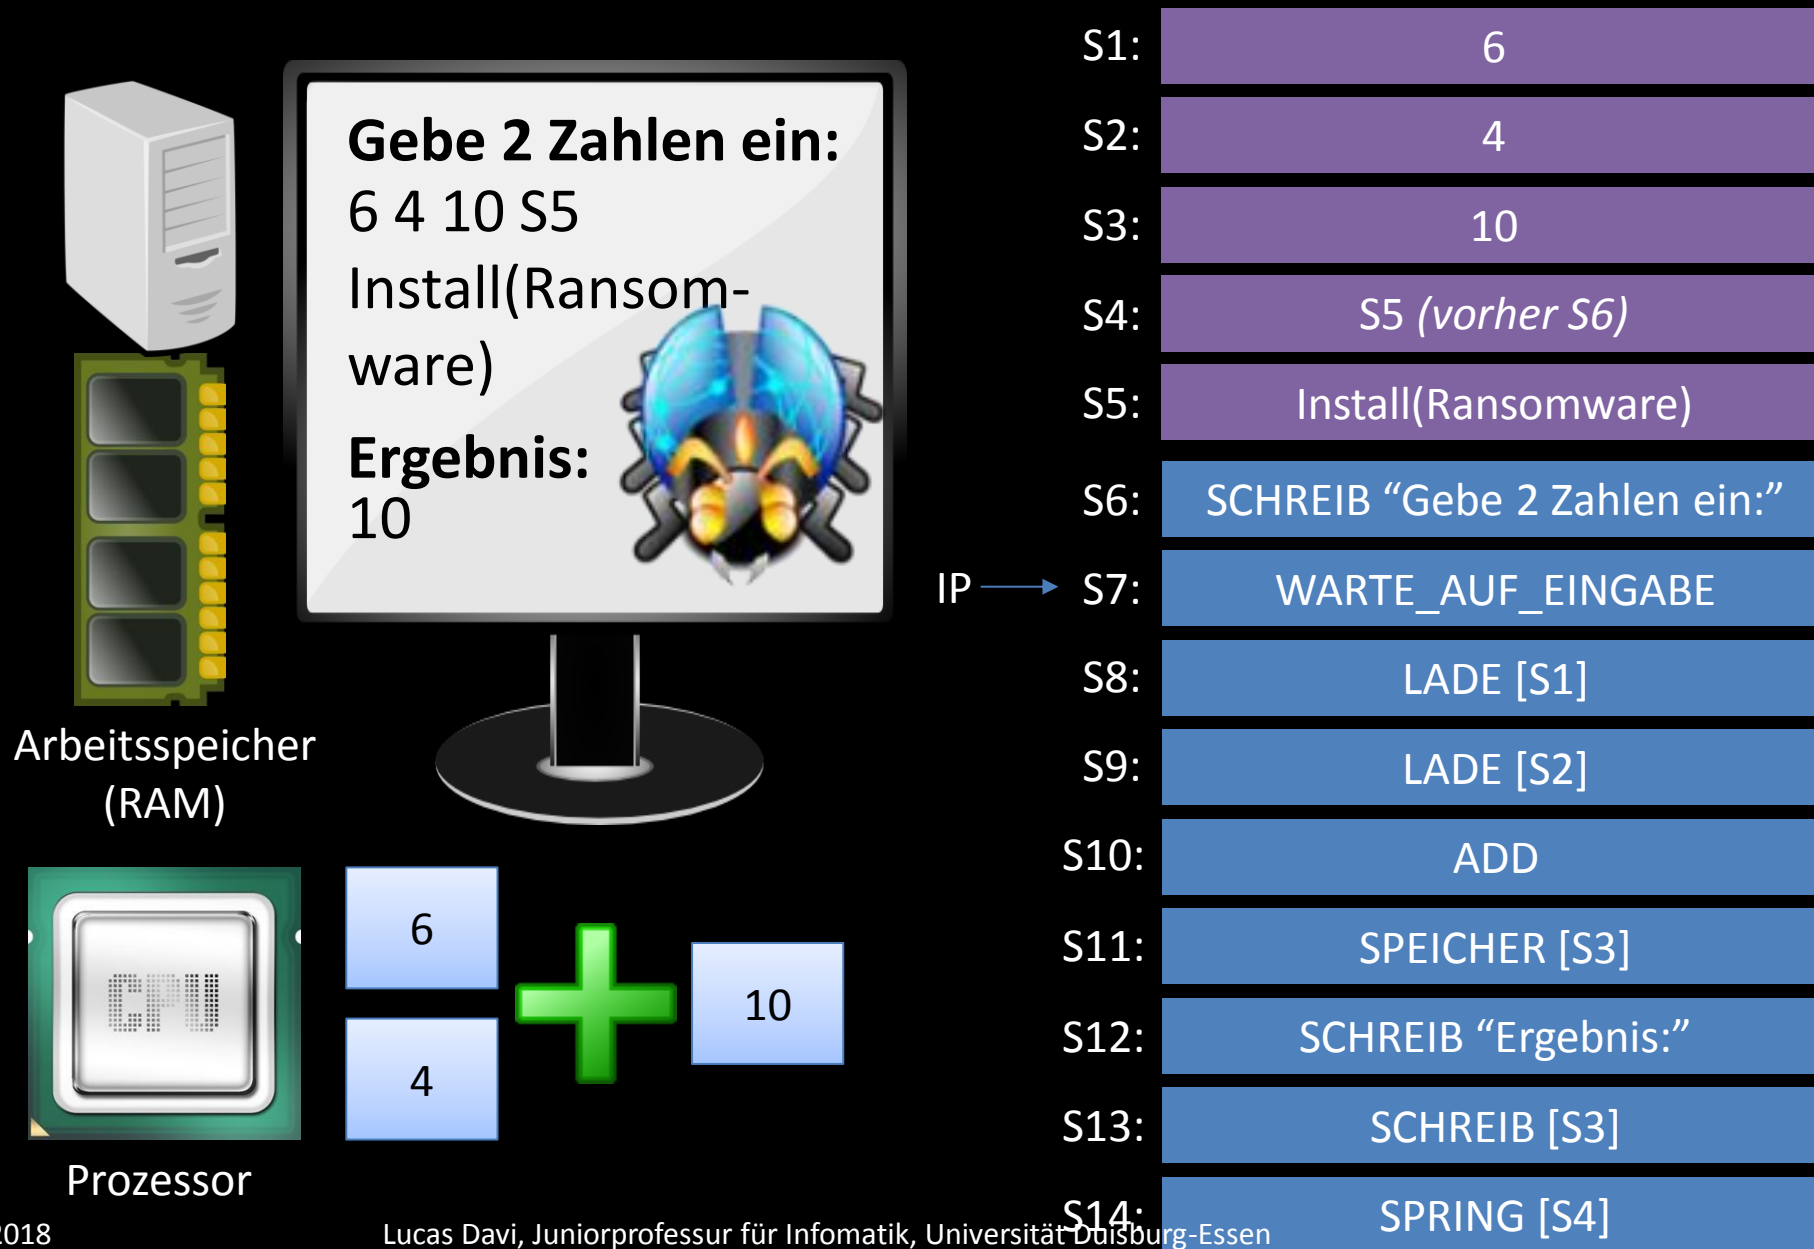 Gebe 2 Zahlen ein:
6 4 10 S5
Install(Ransom-
ware)
Ergebnis:
10
Arbeitsspeicher
(RAM)
CPU
Prozessor
6
4
10
IP
S1: 6
S2: 4
S3: 10
S4: S5 (vorher S6)
S5: Install(Ransomware)
S6: SCHREIB “Gebe 2 Zahlen ein:”
S7: WARTE_AUF_EINGABE
S8: LADE [S1]
S9: LADE [S2]
S10: ADD
S11: SPEICHER [S3]
S12: SCHREIB “Ergebnis:”
S13: SCHREIB [S3]
S14: SPRING [S4]
2018
Lucas Davi, Juniorprofessur für Infomatik, Universität Duisburg-Essen